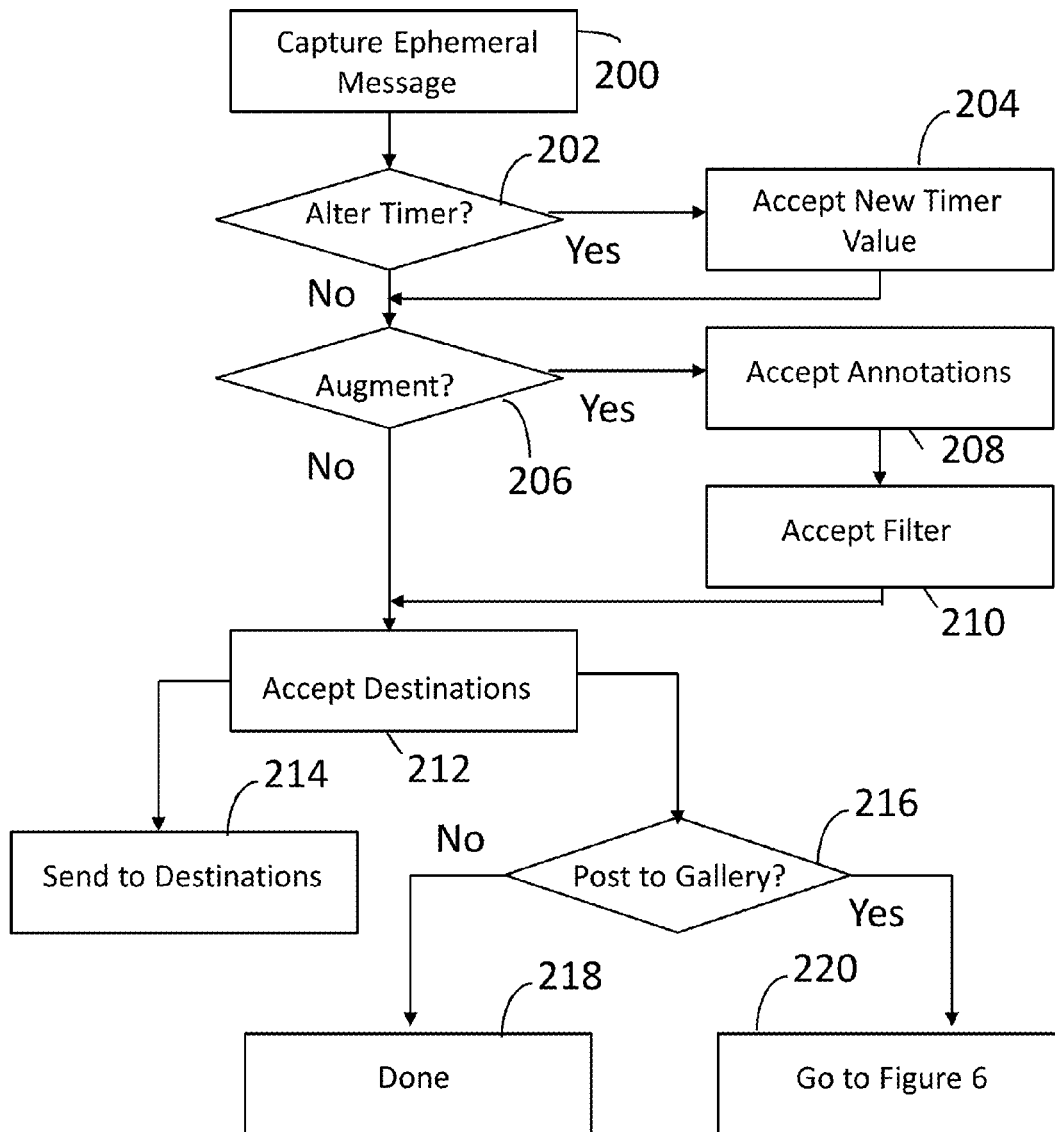 Capture Ephemeral
Message
200
202
204
Alter Timer?
Yes
Accept New Timer
Value
No
Augment?
Yes
206
Accept Annotations
208
No
Accept Filter
210
Accept Destinations
212
214
216
Send to Destinations
No
Post to Gallery?
Yes
218
220
Done
Go to Figure 6